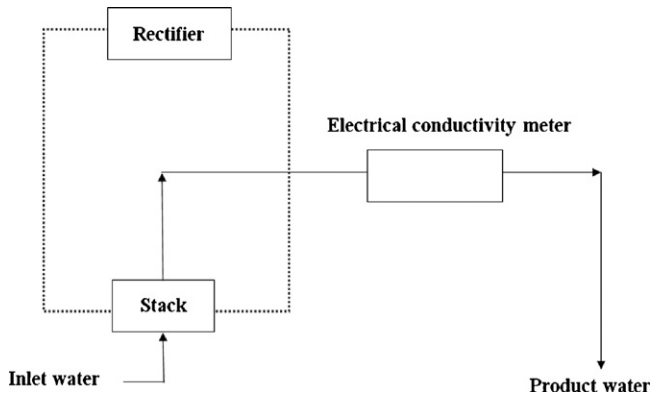 Rectifier
Electrical conductivity meter
Stack
Inlet water
Product water